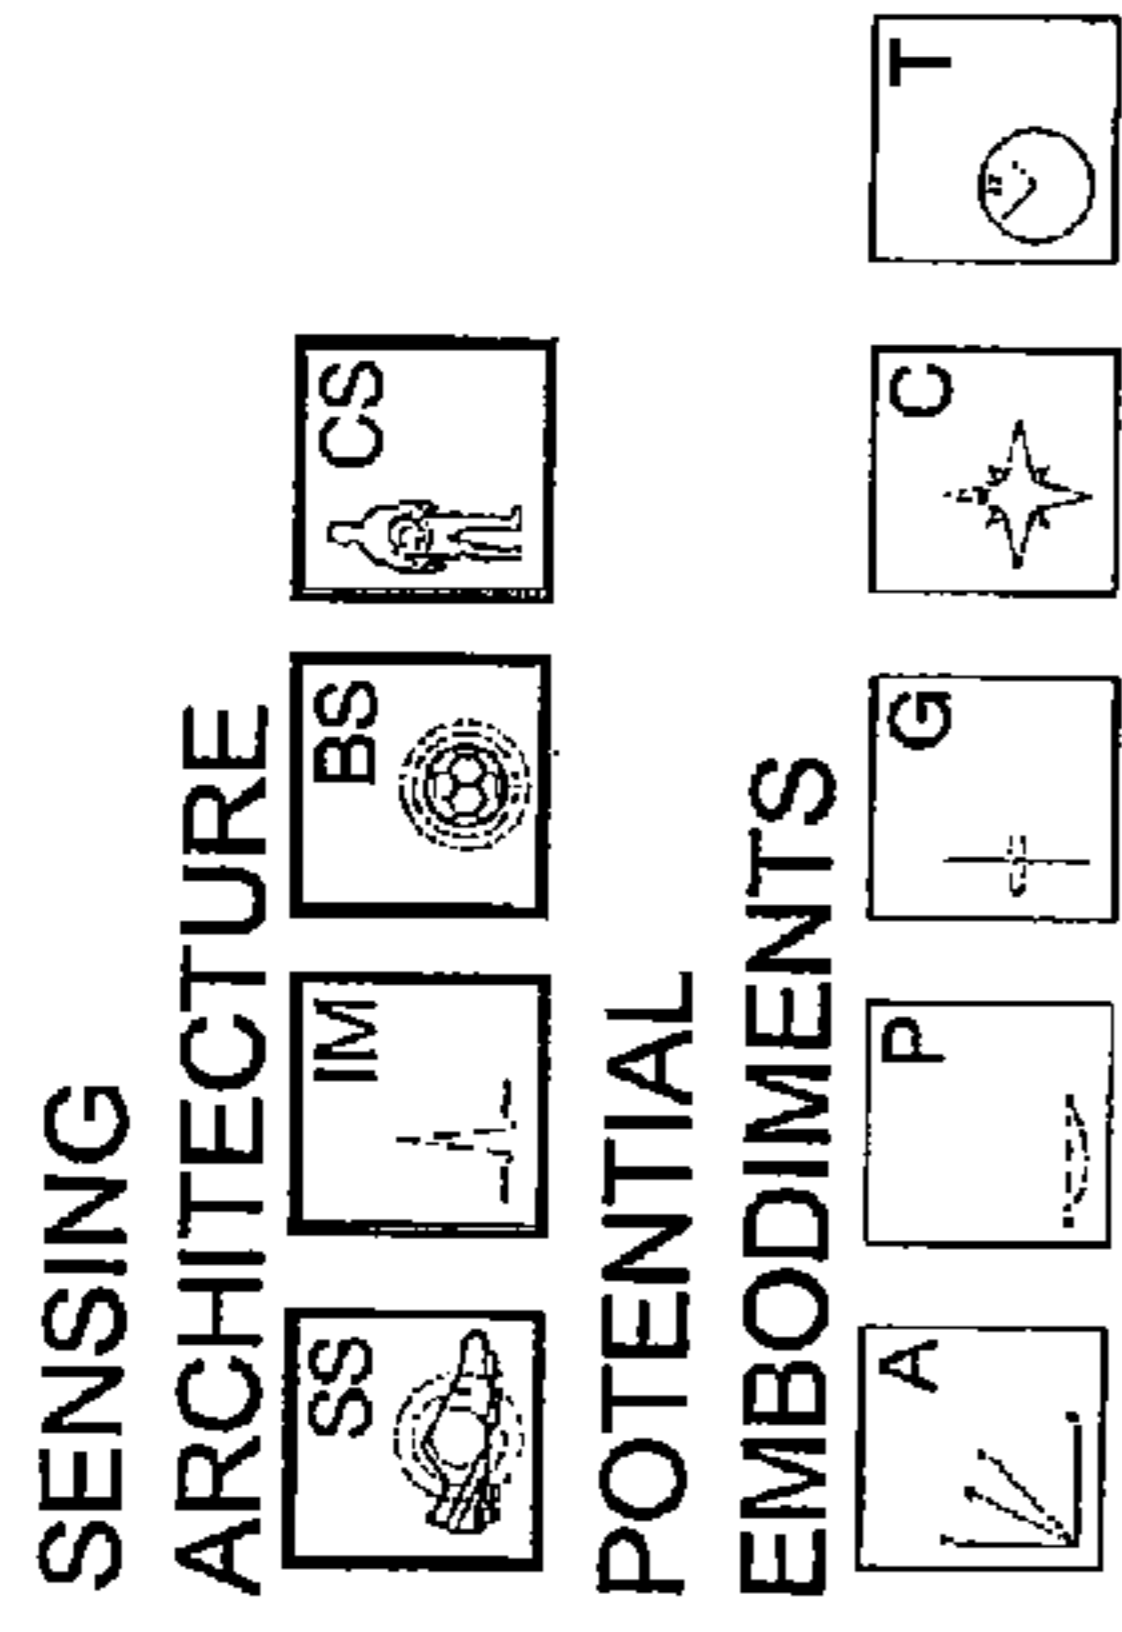 SENSING
ARCHITECTURE
SS IM BS CS
POTENTIAL
EMBODIMENTS
A P G C T